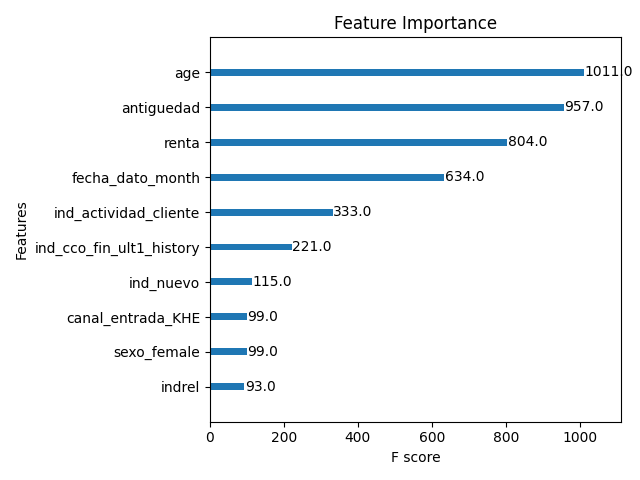 Feature Importance
Features
age 1011.0
antiguedad 957.0
renta 804.0
fecha_dato_month 634.0
ind_actividad_cliente 333.0
ind_cco_fin_ult1_history 221.0
ind_nuevo 115.0
canal_entrada_KHE 99.0
sexo_female 99.0
indrel 93.0
0 200 400 600 800 1000
F score